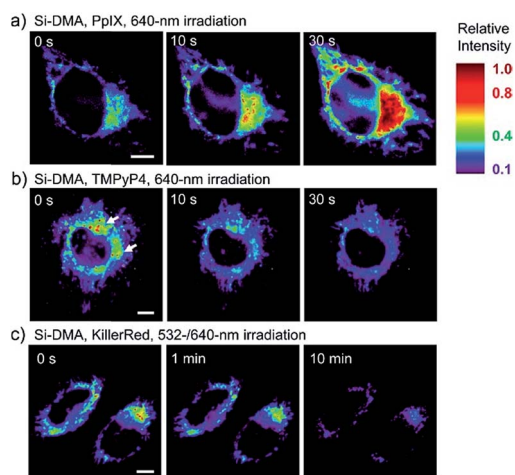 a) Si-DMA, PpIX, 640-nm irradiation
0 s
10 s
30 s
Relative
Intensity
1.0
0.8
0.4
0.1
b) Si-DMA, TMPyP4, 640-nm irradiation
0 s
10 s
30 s
c) Si-DMA, KillerRed, 532-/640-nm irradiation
0 s
1 min
10 min